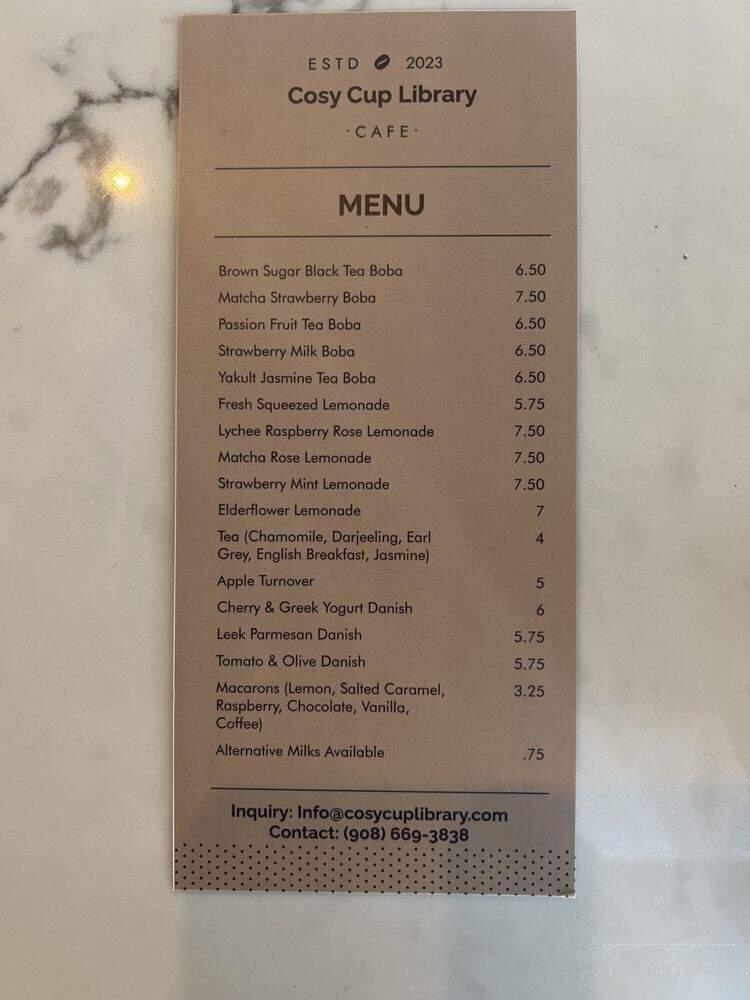 ESTD 2023
Cosy Cup Library
·CAFE·
MENU
Brown Sugar Black Tea Boba 6.50
Matcha Strawberry Boba 7.50
Passion Fruit Tea Boba 6.50
Strawberry Milk Boba 6.50
Yakult Jasmine Tea Boba 6.50
Fresh Squeezed Lemonade 5.75
Lychee Raspberry Rose Lemonade 7.50
Matcha Rose Lemonade 7.50
Strawberry Mint Lemonade 7.50
Elderflower Lemonade 7
Tea (Chamomile, Darjeeling, Earl 4
Grey, English Breakfast, Jasmine)
Apple Turnover 5
Cherry & Greek Yogurt Danish 6
Leek Parmesan Danish 5.75
Tomato & Olive Danish 5.75
Macarons (Lemon, Salted Caramel, 3.25
Raspberry, Chocolate, Vanilla,
Coffee)
Alternative Milks Available .75
Inquiry: Info@cosycuplibrary.com
Contact: (908) 669-3838